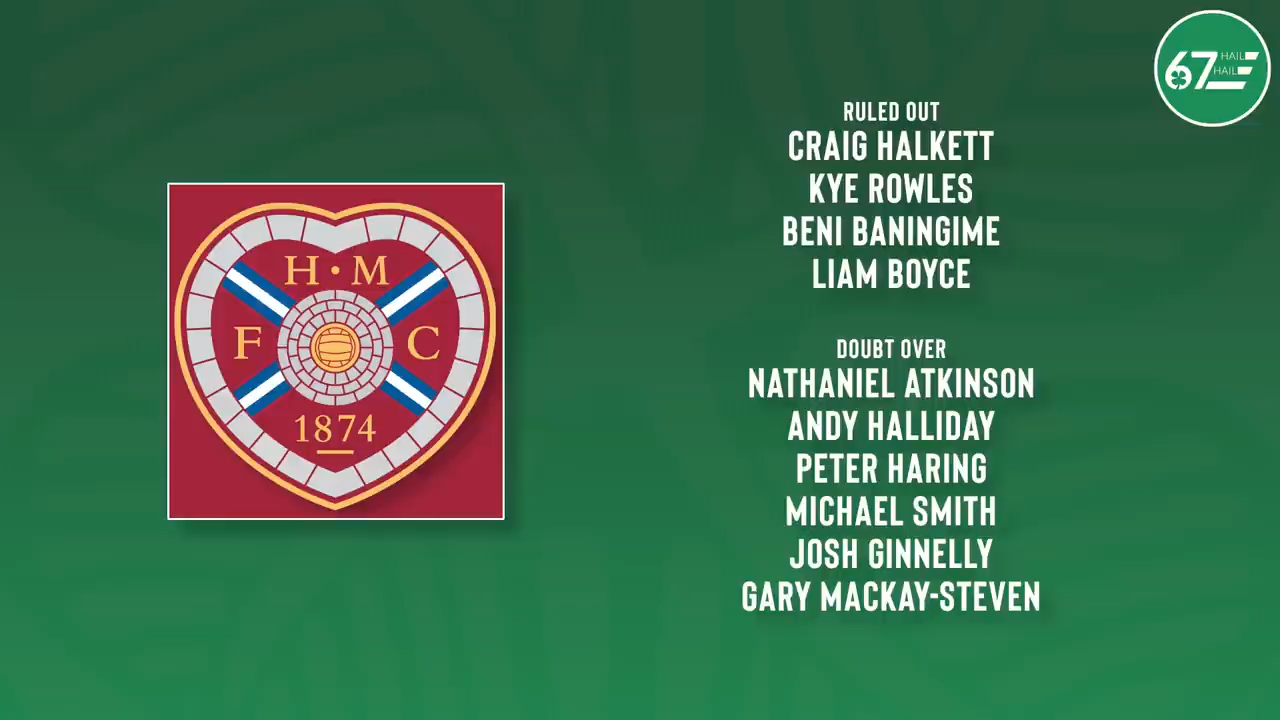 67 HAIL
HAIL
RULED OUT
CRAIG HALKETT
KYE ROWLES
BENI BANINGIME
LIAM BOYCE
H · M
F C
1874
DOUBT OVER
NATHANIEL ATKINSON
ANDY HALLIDAY
PETER HARING
MICHAEL SMITH
JOSH GINNELLY
GARY MACKAY-STEVEN